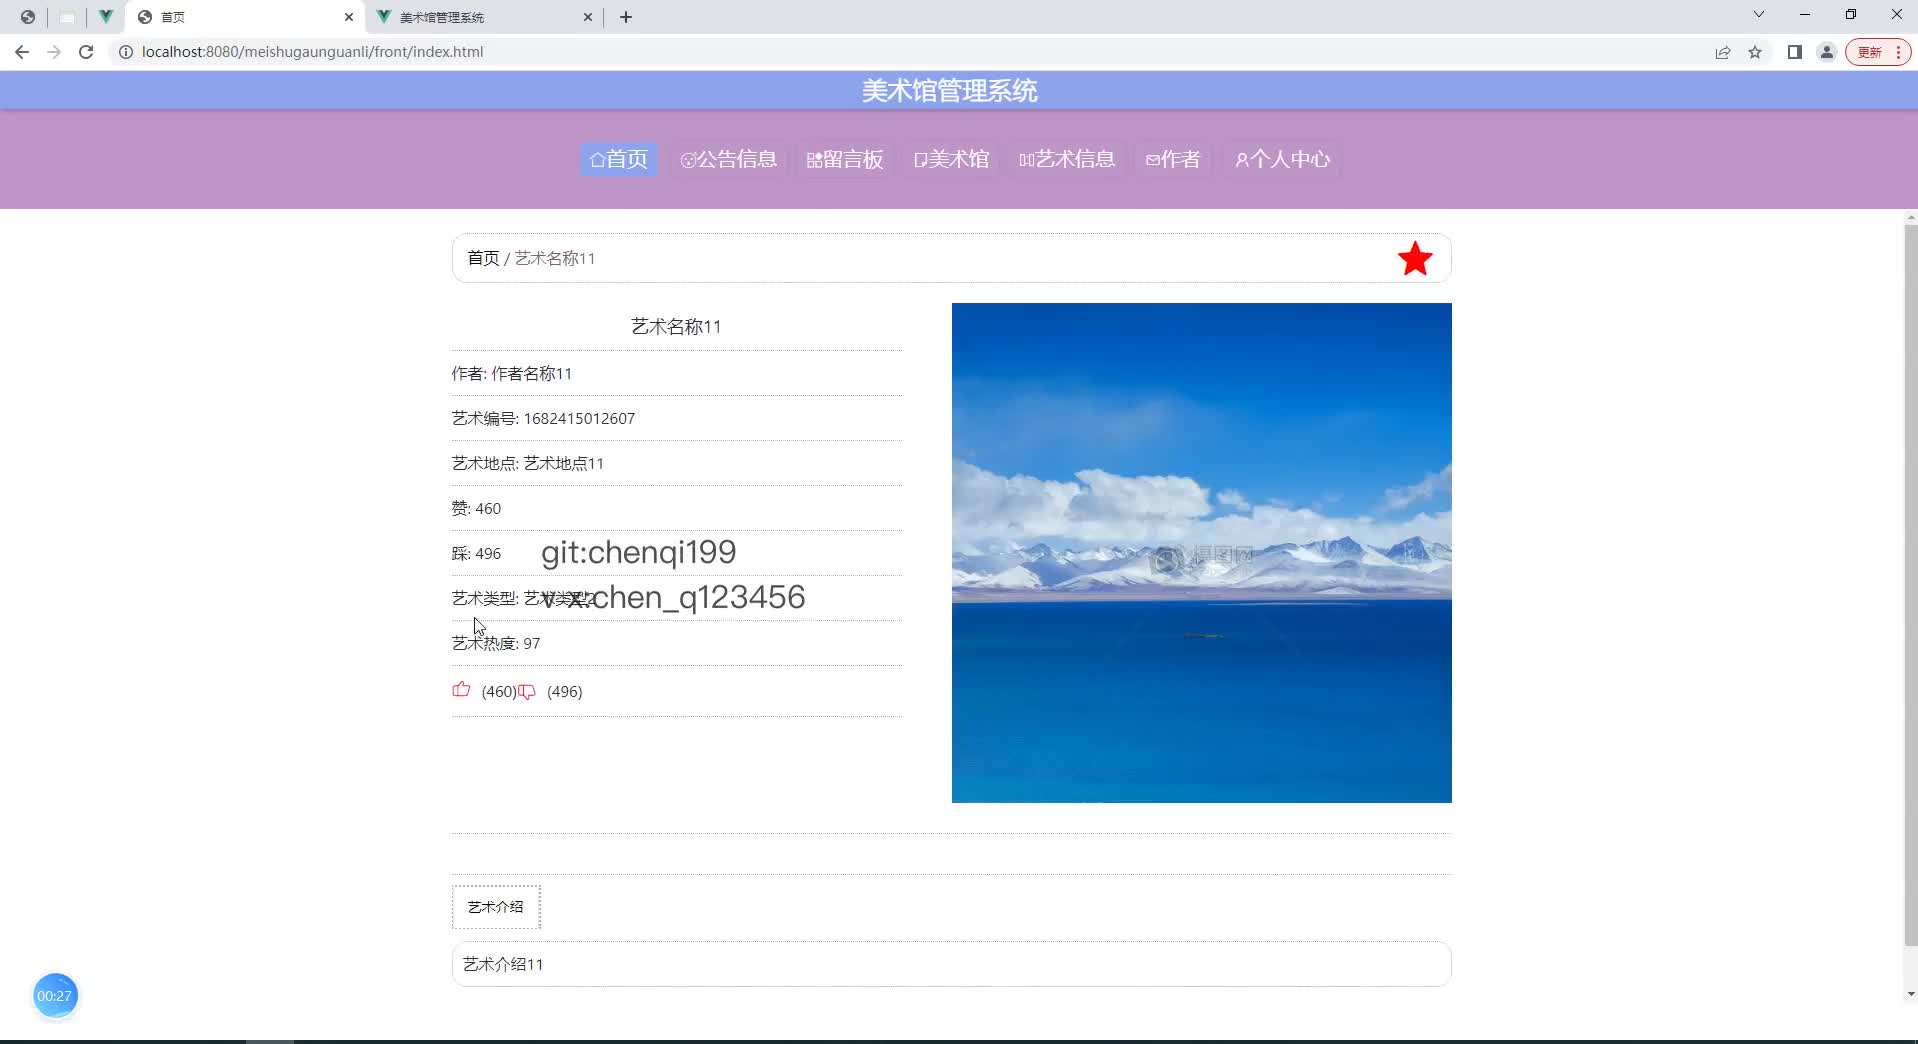 首页
美术馆管理系统
localhost:8080/meishugaunguanli/front/index.html
更新
美术馆管理系统
首页 公告信息 留言板 美术馆 艺术信息 作者 个人中心
首页 / 艺术名称11
艺术名称11
作者: 作者名称11
艺术编号: 1682415012607
艺术地点: 艺术地点11
赞: 460
踩: 496
git:chenqi199
艺术类型: 艺术类型2
v-x:chen_q123456
艺术热度: 97
(460) (496)
摄图网
艺术介绍
艺术介绍11
00:27